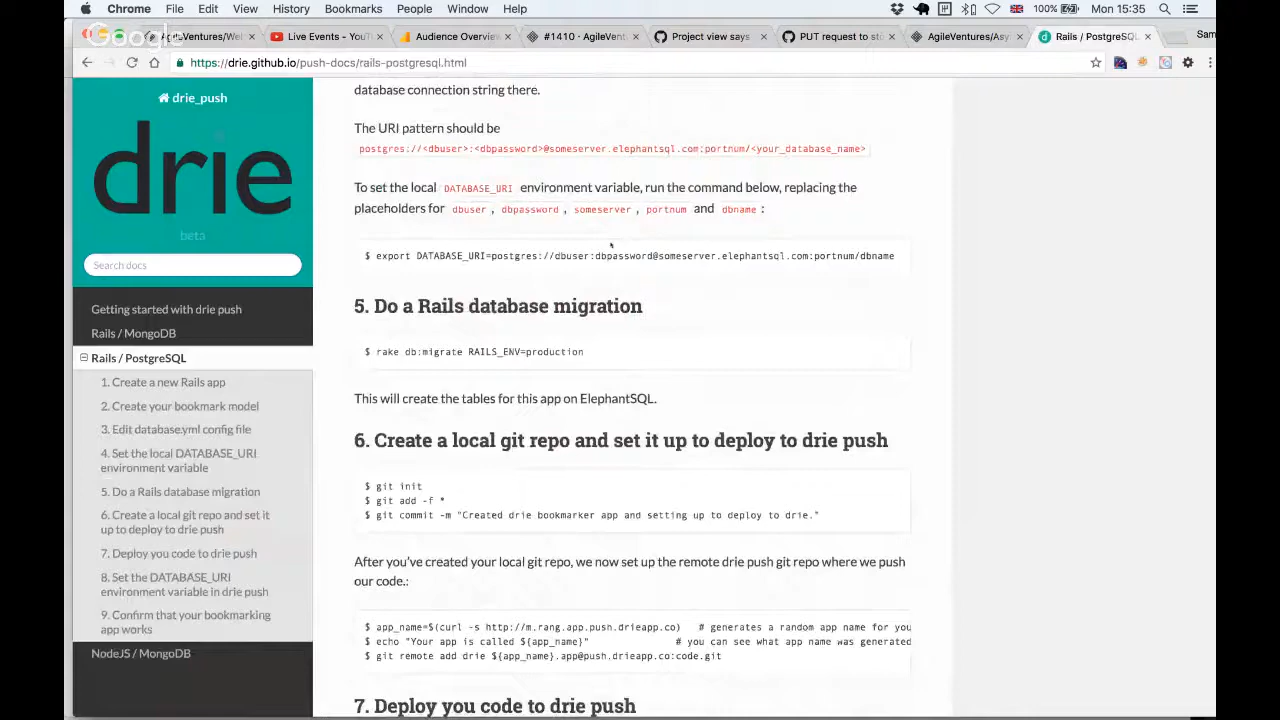 Chrome File Edit View History Bookmarks People Window Help 100% Mon 15:35
Google
AgileVentures/We Live Events - YouT Audience Overview #1410 - AgileVentu Project view says PUT request to sto AgileVentures/Asy Rails / PostgreSQL Sam
https://drie.github.io/push-docs/rails-postgresql.html
drie_push
drie
beta
Search docs
Getting started with drie push
Rails / MongoDB
Rails / PostgreSQL
1. Create a new Rails app
2. Create your bookmark model
3. Edit database.yml config file
4. Set the local DATABASE_URI
environment variable
5. Do a Rails database migration
6. Create a local git repo and set it
up to deploy to drie push
7. Deploy you code to drie push
8. Set the DATABASE_URI
environment variable in drie push
9. Confirm that your bookmarking
app works
NodeJS / MongoDB
database connection string there.
The URI pattern should be
postgres://<dbuser>:<dbpassword>@someserver.elephantsql.com:portnum/<your_database_name>
To set the local DATABASE_URI environment variable, run the command below, replacing the
placeholders for dbuser , dbpassword , someserver , portnum and dbname :
$ export DATABASE_URI=postgres://dbuser:dbpassword@someserver.elephantsql.com:portnum/dbname
5. Do a Rails database migration
$ rake db:migrate RAILS_ENV=production
This will create the tables for this app on ElephantSQL.
6. Create a local git repo and set it up to deploy to drie push
$ git init
$ git add -f *
$ git commit -m "Created drie bookmarker app and setting up to deploy to drie."
After you've created your local git repo, we now set up the remote drie push git repo where we push
our code.:
$ app_name=$(curl -s http://m.rang.app.push.drieapp.co) # generates a random app name for you
$ echo "Your app is called ${app_name}" # you can see what app name was generated
$ git remote add drie ${app_name}.app@push.drieapp.co:code.git
7. Deploy you code to drie push